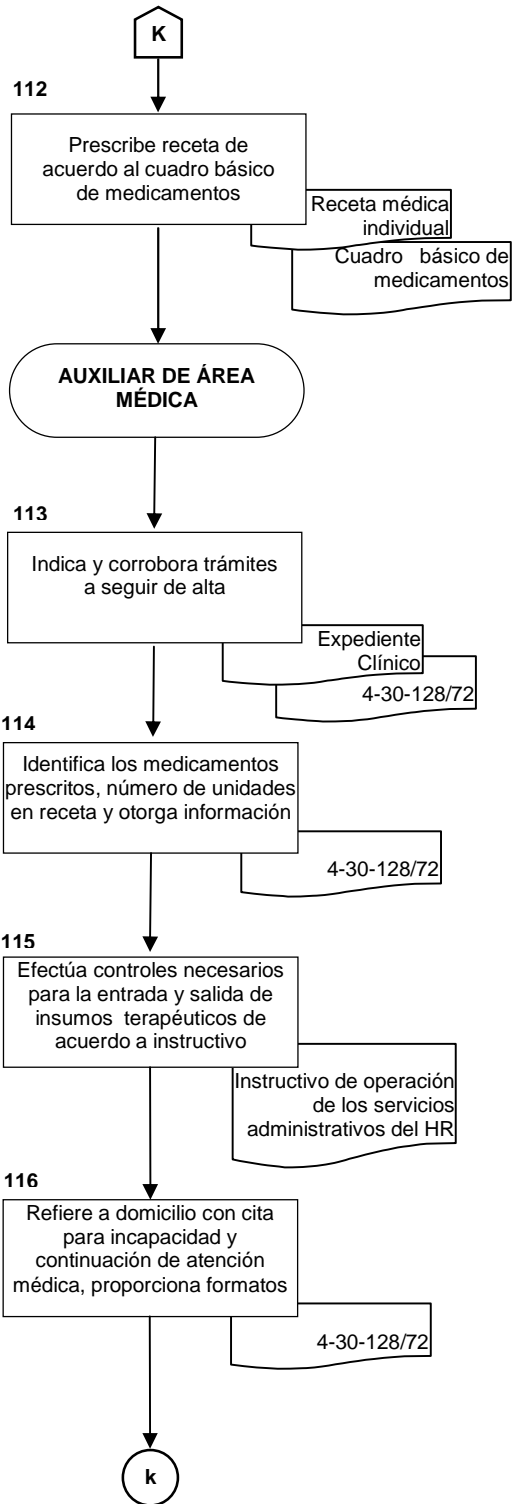 K
112
Prescribe receta de
acuerdo al cuadro básico
de medicamentos
Receta médica
individual
Cuadro básico de
medicamentos
AUXILIAR DE ÁREA
MÉDICA
113
Indica y corrobora trámites
a seguir de alta
Expediente
Clínico
4-30-128/72
114
Identifica los medicamentos
prescritos, número de unidades
en receta y otorga información
4-30-128/72
115
Efectúa controles necesarios
para la entrada y salida de
insumos terapéuticos de
acuerdo a instructivo
Instructivo de operación
de los servicios
administrativos del HR
116
Refiere a domicilio con cita
para incapacidad y
continuación de atención
médica, proporciona formatos
4-30-128/72
k